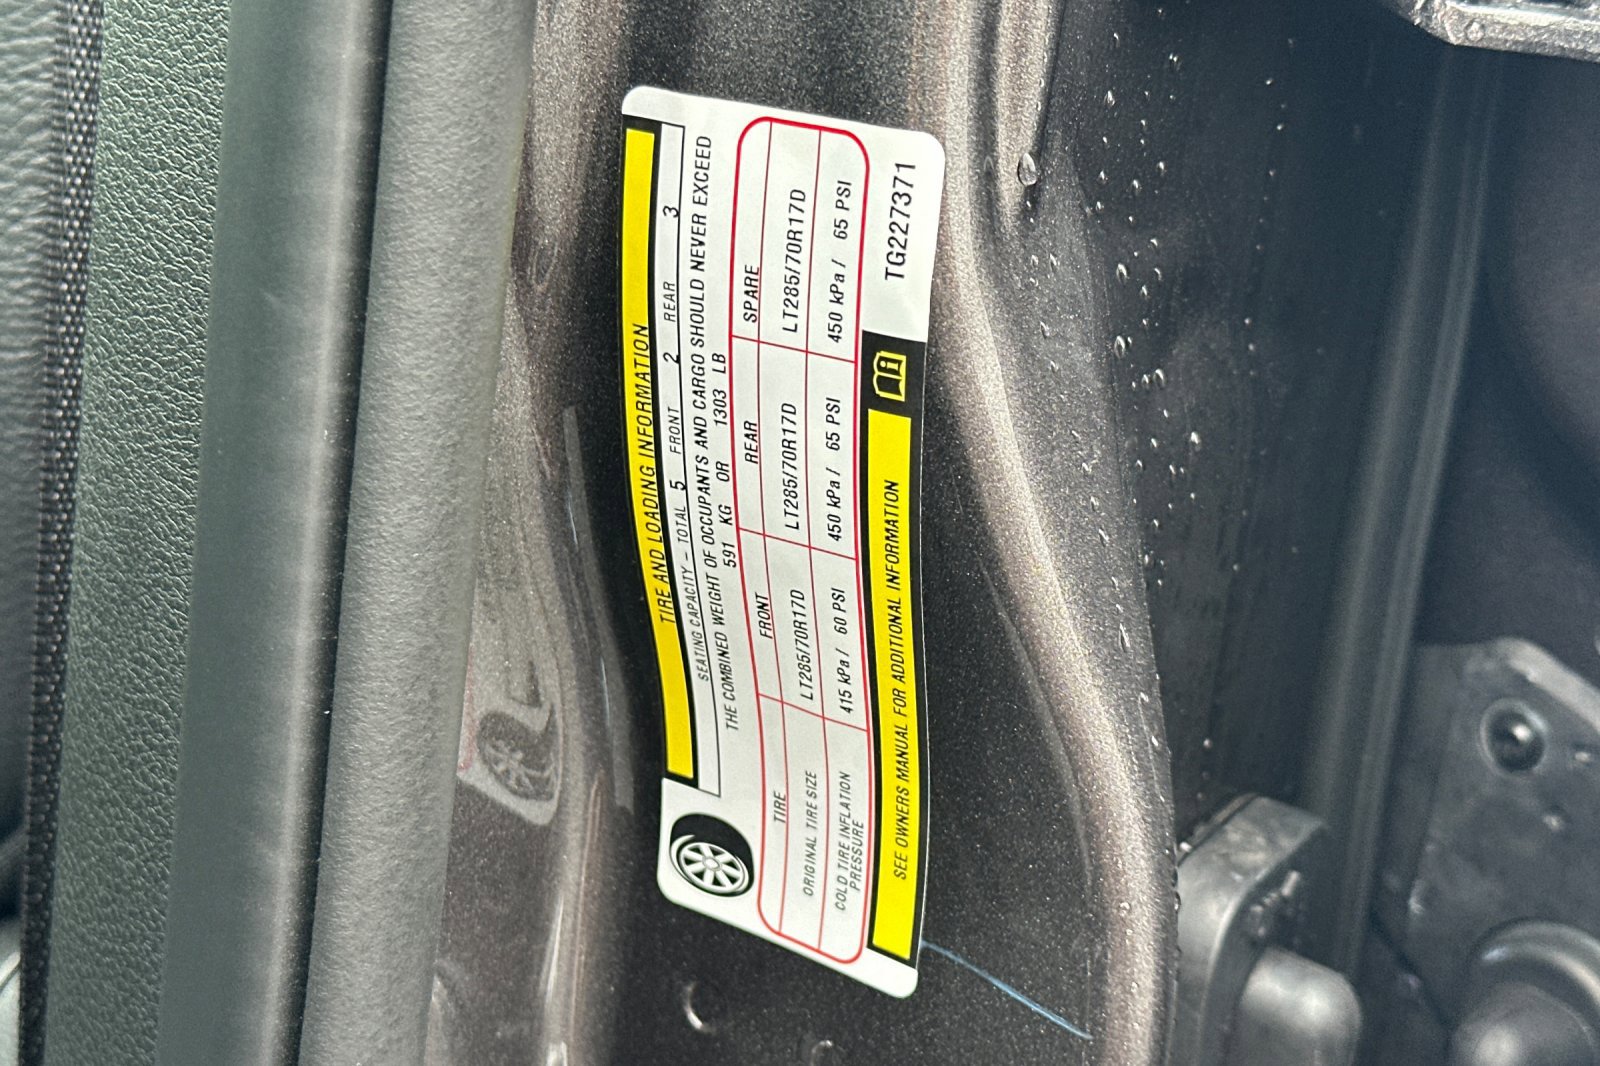 TIRE AND LOADING INFORMATION
SEATING CAPACITY – TOTAL 5 FRONT 2 REAR 3
THE COMBINED WEIGHT OF OCCUPANTS AND CARGO SHOULD NEVER EXCEED
591 KG OR 1303 LB
TIRE FRONT REAR SPARE
ORIGINAL TIRE SIZE LT285/70R17D LT285/70R17D LT285/70R17D
COLD TIRE INFLATION PRESSURE 415 kPa / 60 PSI 450 kPa / 65 PSI 450 kPa / 65 PSI
SEE OWNERS MANUAL FOR ADDITIONAL INFORMATION
TG227371